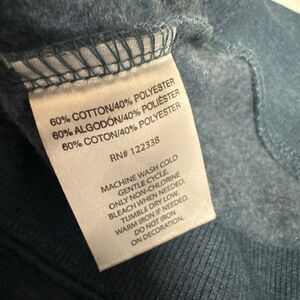 60% COTTON/40% POLYESTER
60% ALGODÓN/40% POLIÉSTER
60% COTON/40% POLYESTER
RN# 122338
MACHINE WASH COLD
GENTLE CYCLE.
ONLY NON-CHLORINE
BLEACH WHEN NEEDED.
TUMBLE DRY LOW.
WARM IRON IF NEEDED.
DO NOT IRON
ON DECORATION.